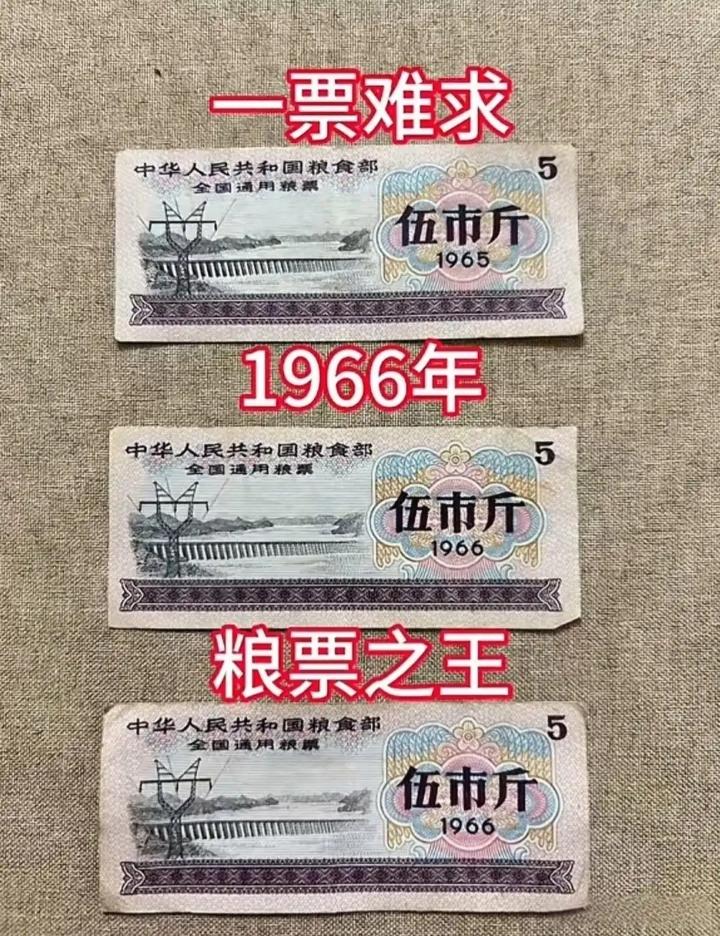 一票难求
中华人民共和国粮食部
全国通用粮票
5
伍市斤
1965
1966年
中华人民共和国粮食部
全国通用粮票
5
伍市斤
1966
粮票之王
中华人民共和国粮食部
全国通用粮票
5
伍市斤
1966